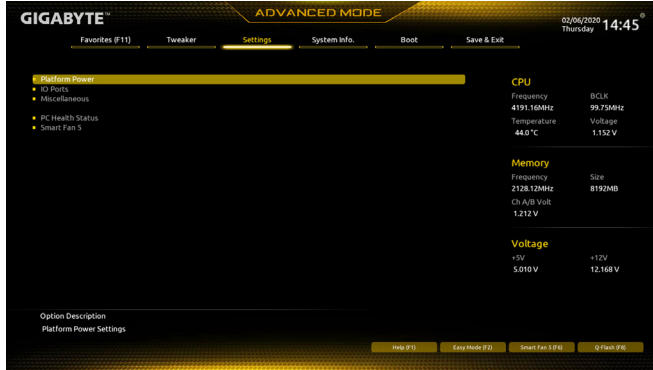 GIGABYTE™
ADVANCED MODE
02/06/2020
Thursday
14:45
Favorites (F11) Tweaker Settings System Info. Boot Save & Exit
Platform Power
IO Ports
Miscellaneous
PC Health Status
Smart Fan 5
CPU
Frequency BCLK
4191.16MHz 99.75MHz
Temperature Voltage
44.0 °C 1.152 V
Memory
Frequency Size
2128.12MHz 8192MB
Ch A/B Volt
1.212 V
Voltage
+5V +12V
5.010 V 12.168 V
Option Description
Platform Power Settings
Help (F1) Easy Mode (F2) Smart Fan 5 (F6) Q-Flash (F8)